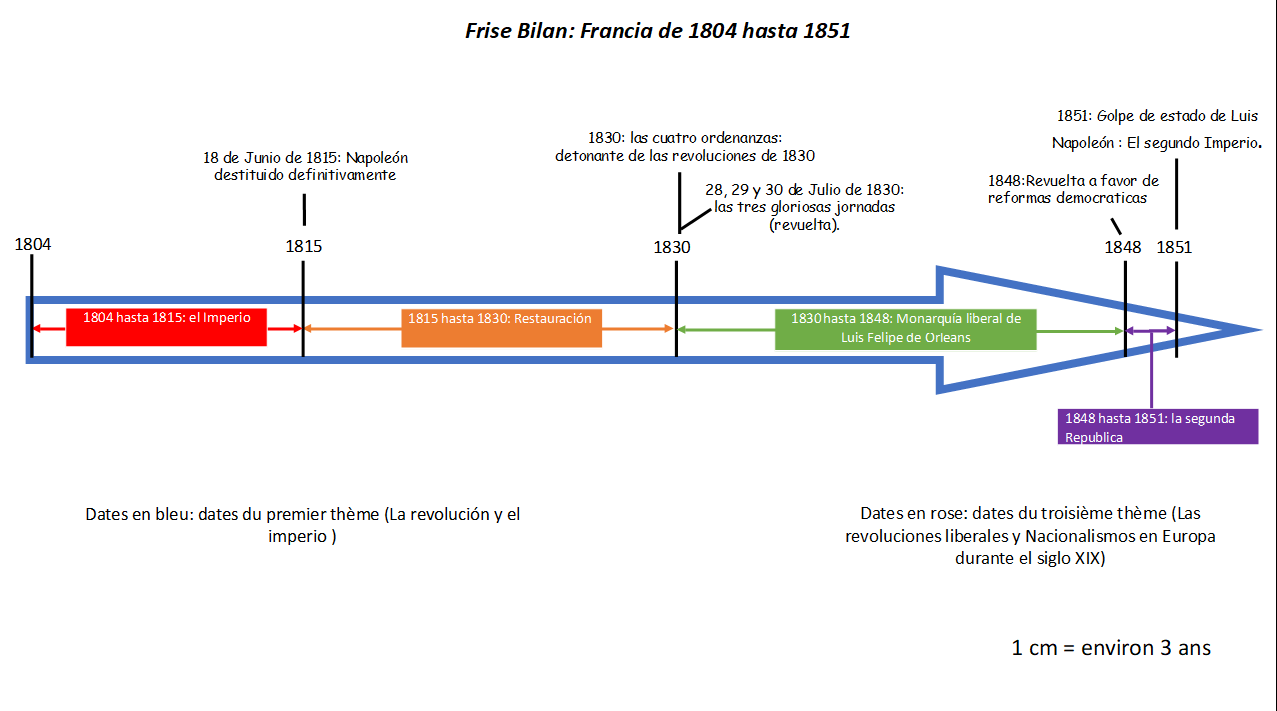 Frise Bilan: Francia de 1804 hasta 1851
1851: Golpe de estado de Luis
Napoleón : El segundo Imperio.
1830: las cuatro ordenanzas:
detonante de las revoluciones de 1830
18 de Junio de 1815: Napoleón
destituido definitivamente
28, 29 y 30 de Julio de 1830:
las tres gloriosas jornadas
(revuelta).
1848:Revuelta a favor de
reformas democraticas
1804
1815
1830
1848
1851
1804 hasta 1815: el Imperio
1815 hasta 1830: Restauración
1830 hasta 1848: Monarquía liberal de
Luis Felipe de Orleans
1848 hasta 1851: la segunda
Republica
Dates en bleu: dates du premier thème (La revolución y el
imperio )
Dates en rose: dates du troisième thème (Las
revoluciones liberales y Nacionalismos en Europa
durante el siglo XIX)
1 cm = environ 3 ans